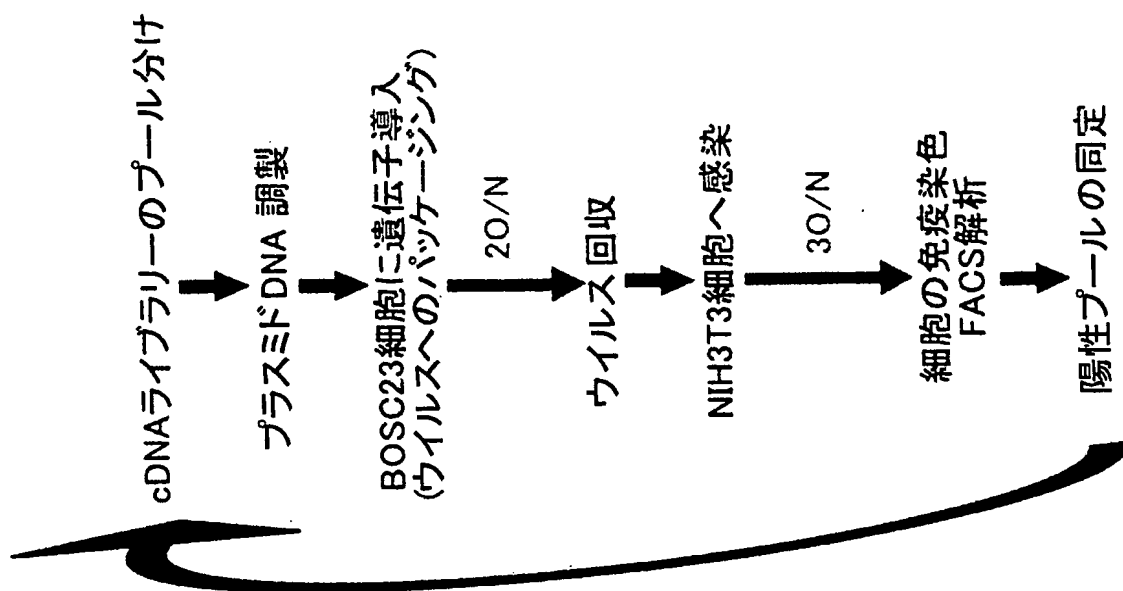 cDNAライブラリーのプール分け
プラスミドDNA 調製
BOSC23細胞に遺伝子導入
(ウイルスへのパッケージング)
2O/N
ウイルス回収
NIH3T3細胞へ感染
3O/N
細胞の免疫染色
FACS解析
陽性プールの同定